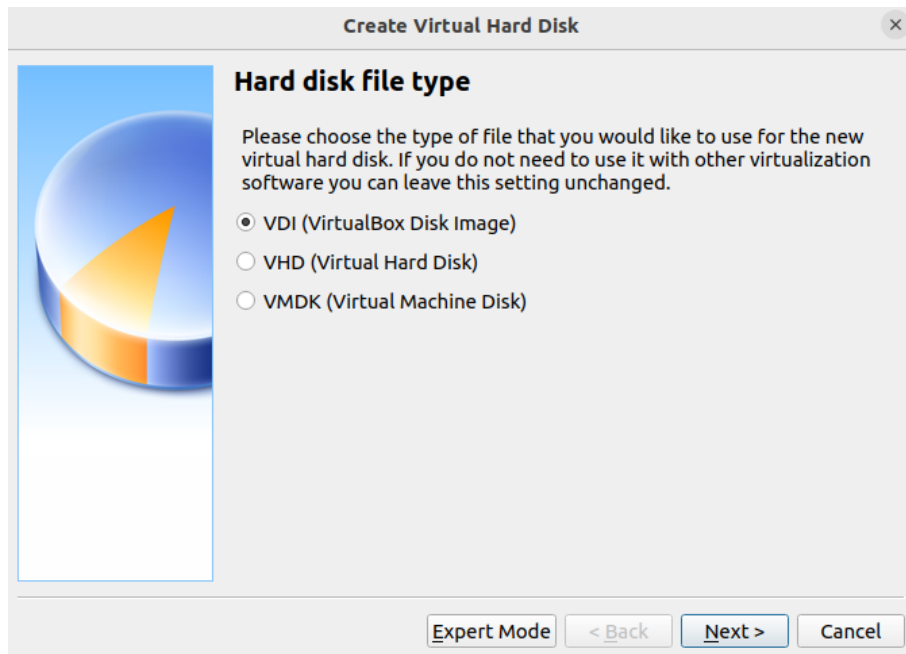 Create Virtual Hard Disk
Hard disk file type
Please choose the type of file that you would like to use for the new
virtual hard disk. If you do not need to use it with other virtualization
software you can leave this setting unchanged.
VDI (VirtualBox Disk Image)
VHD (Virtual Hard Disk)
VMDK (Virtual Machine Disk)
Expert Mode < Back Next > Cancel